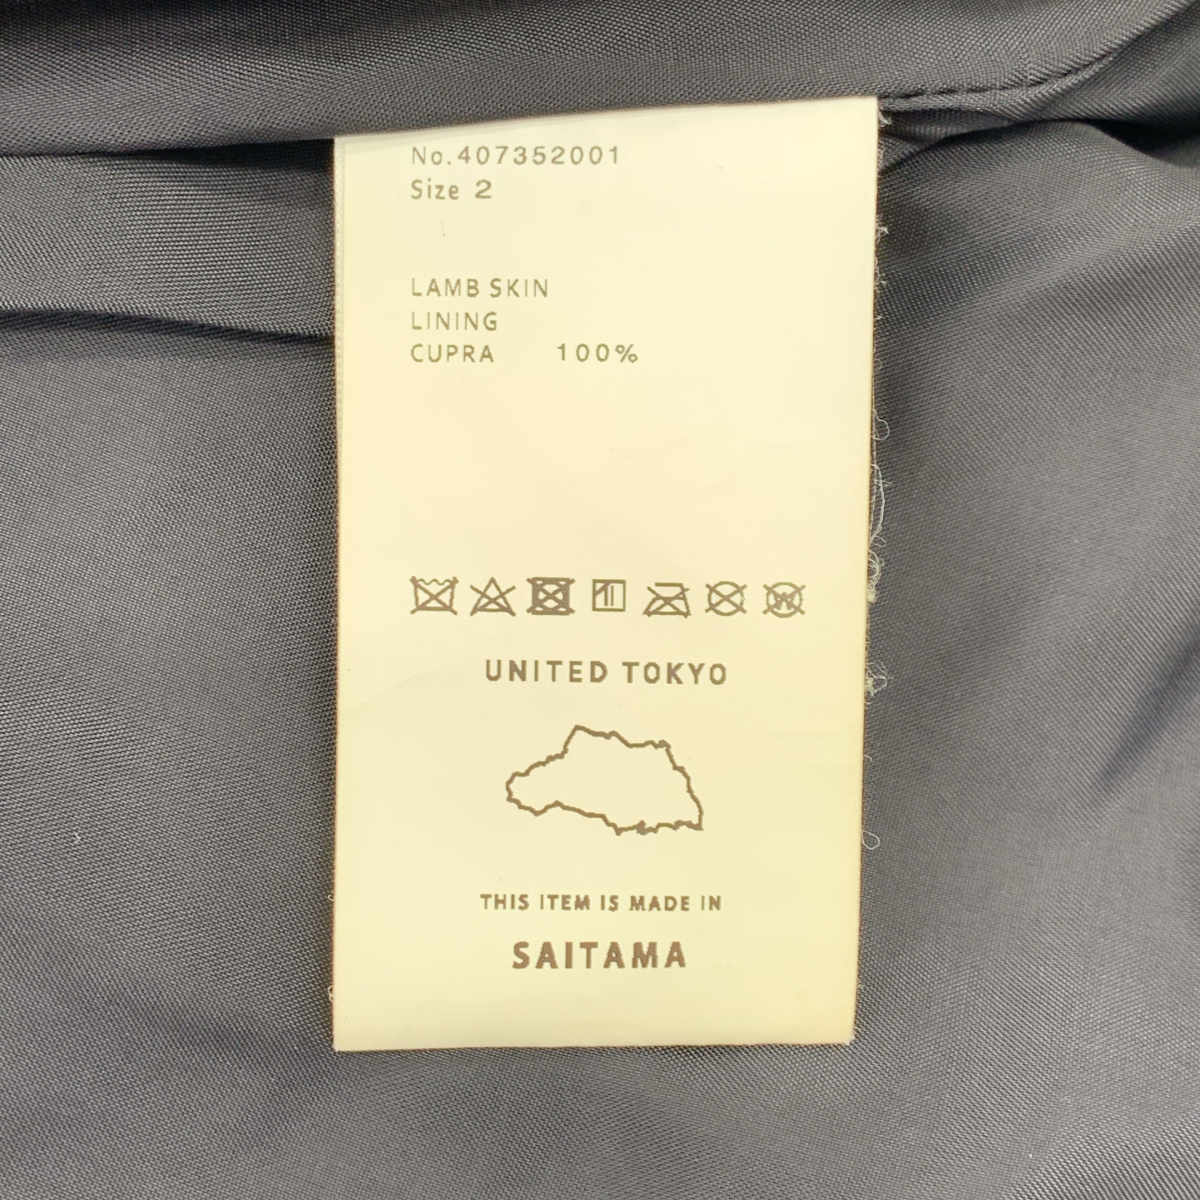 No.407352001
Size 2
LAMB SKIN
LINING
CUPRA 100%
W
UNITED TOKYO
THIS ITEM IS MADE IN
SAITAMA